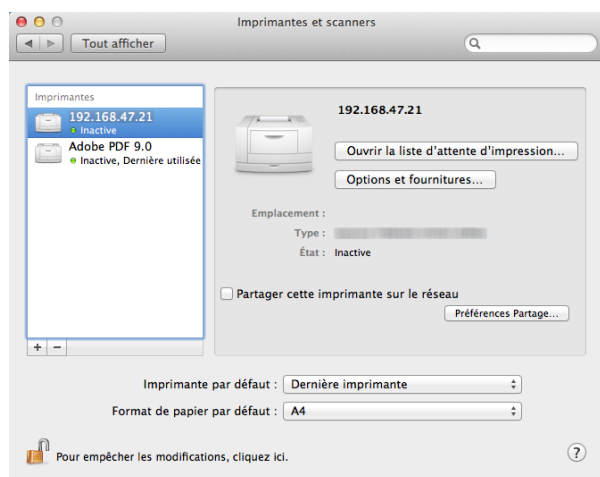 Imprimantes et scanners
Tout afficher
Imprimantes
192.168.47.21
Inactive
Adobe PDF 9.0
Inactive, Dernière utilisée
192.168.47.21
Ouvrir la liste d'attente d'impression...
Options et fournitures...
Emplacement :
Type :
État : Inactive
Partager cette imprimante sur le réseau
Préférences Partage...
+ −
Imprimante par défaut : Dernière imprimante
Format de papier par défaut : A4
Pour empêcher les modifications, cliquez ici.
?